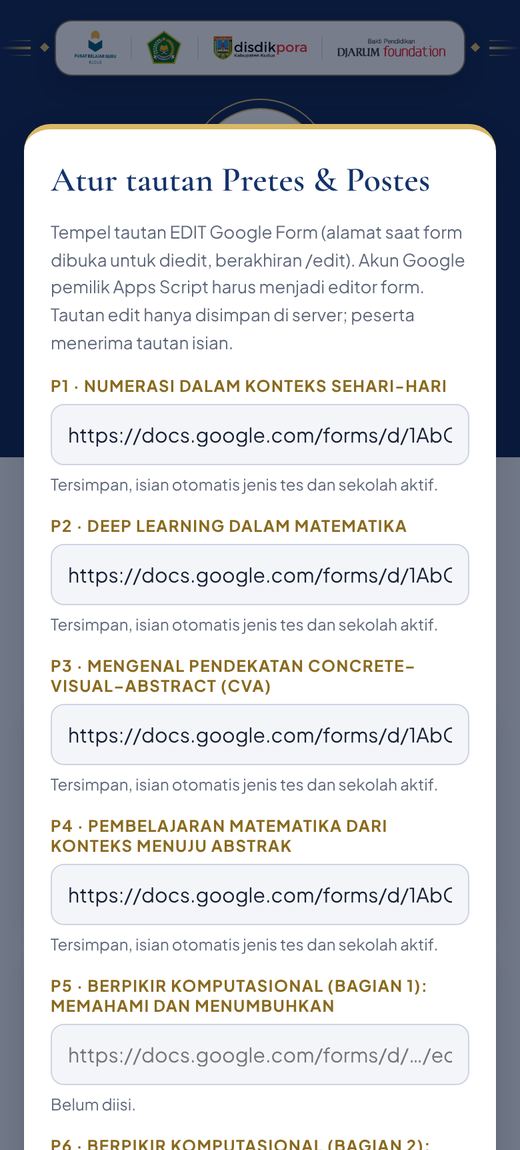 PUSAT BELAJAR GURU
KUDUS
disdikpora
Kabupaten Kudus
Bakti Pendidikan
DJARUM foundation
Atur tautan Pretes & Postes
Tempel tautan EDIT Google Form (alamat saat form
dibuka untuk diedit, berakhiran /edit). Akun Google
pemilik Apps Script harus menjadi editor form.
Tautan edit hanya disimpan di server; peserta
menerima tautan isian.
P1 · NUMERASI DALAM KONTEKS SEHARI-HARI
https://docs.google.com/forms/d/1AbC
Tersimpan, isian otomatis jenis tes dan sekolah aktif.
P2 · DEEP LEARNING DALAM MATEMATIKA
https://docs.google.com/forms/d/1AbC
Tersimpan, isian otomatis jenis tes dan sekolah aktif.
P3 · MENGENAL PENDEKATAN CONCRETE-
VISUAL-ABSTRACT (CVA)
https://docs.google.com/forms/d/1AbC
Tersimpan, isian otomatis jenis tes dan sekolah aktif.
P4 · PEMBELAJARAN MATEMATIKA DARI
KONTEKS MENUJU ABSTRAK
https://docs.google.com/forms/d/1AbC
Tersimpan, isian otomatis jenis tes dan sekolah aktif.
P5 · BERPIKIR KOMPUTASIONAL (BAGIAN 1):
MEMAHAMI DAN MENUMBUHKAN
https://docs.google.com/forms/d/…/ec
Belum diisi.
P6 · BERPIKIR KOMPUTASIONAL (BAGIAN 2):